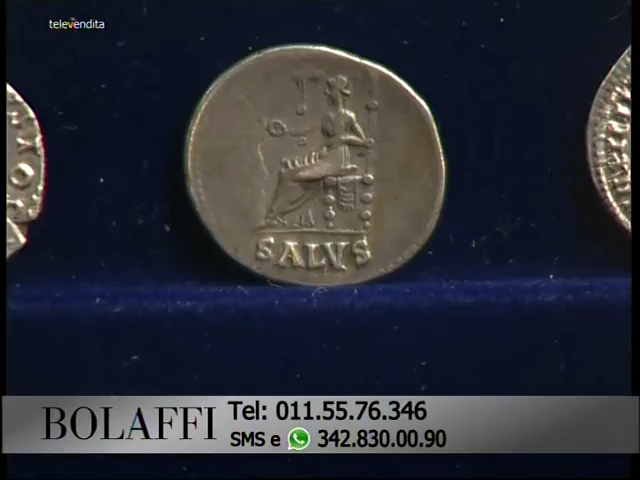 televendita
SALVS
BOLAFFI
Tel: 011.55.76.346
SMS e 342.830.00.90